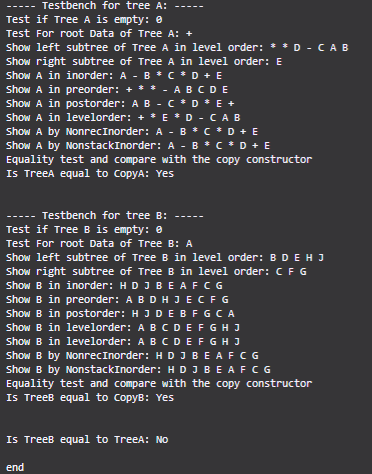 ----- Testbench for tree A: -----
Test if Tree A is empty: 0
Test For root Data of Tree A: +
Show left subtree of Tree A in level order: * * D - C A B
Show right subtree of Tree A in level order: E
Show A in inorder: A - B * C * D + E
Show A in preorder: + * * - A B C D E
Show A in postorder: A B - C * D * E +
Show A in levelorder: + * E * D - C A B
Show A by NonrecInorder: A - B * C * D + E
Show A by NonstackInorder: A - B * C * D + E
Equality test and compare with the copy constructor
Is TreeA equal to CopyA: Yes
----- Testbench for tree B: -----
Test if Tree B is empty: 0
Test For root Data of Tree B: A
Show left subtree of Tree B in level order: B D E H J
Show right subtree of Tree B in level order: C F G
Show B in inorder: H D J B E A F C G
Show B in preorder: A B D H J E C F G
Show B in postorder: H J D E B F G C A
Show B in levelorder: A B C D E F G H J
Show B in levelorder: A B C D E F G H J
Show B by NonrecInorder: H D J B E A F C G
Show B by NonstackInorder: H D J B E A F C G
Equality test and compare with the copy constructor
Is TreeB equal to CopyB: Yes
Is TreeB equal to TreeA: No
end